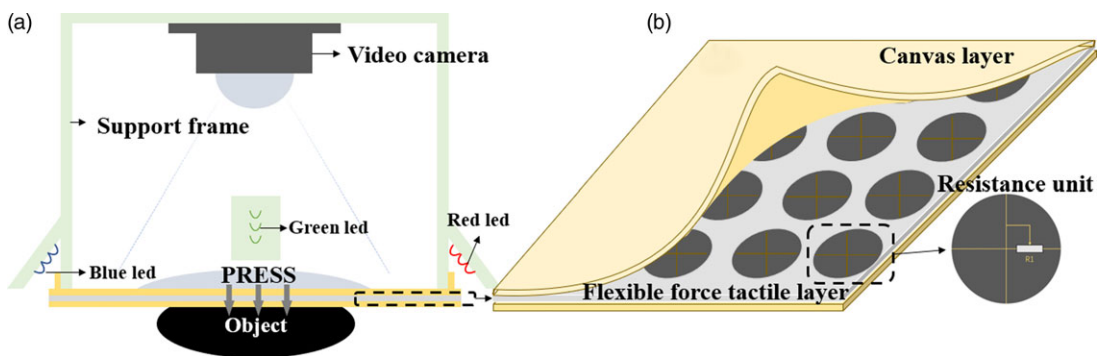 (a)
Video camera
Support frame
Green led
Red led
Blue led
PRESS
Object
(b)
Canvas layer
Resistance unit
R1
Flexible force tactile layer